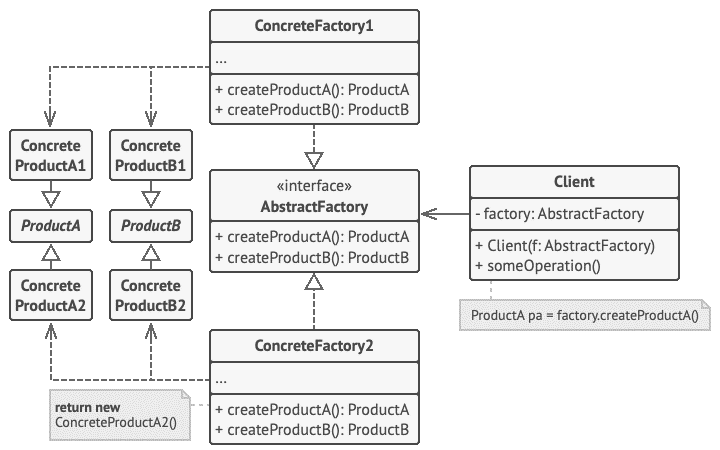 ConcreteFactory1
...
+ createProductA(): ProductA
+ createProductB(): ProductB
Concrete
ProductA1
Concrete
ProductB1
ProductA
ProductB
Concrete
ProductA2
Concrete
ProductB2
«interface»
AbstractFactory
+ createProductA(): ProductA
+ createProductB(): ProductB
Client
- factory: AbstractFactory
+ Client(f: AbstractFactory)
+ someOperation()
ProductA pa = factory.createProductA()
ConcreteFactory2
...
+ createProductA(): ProductA
+ createProductB(): ProductB
return new
ConcreteProductA2()